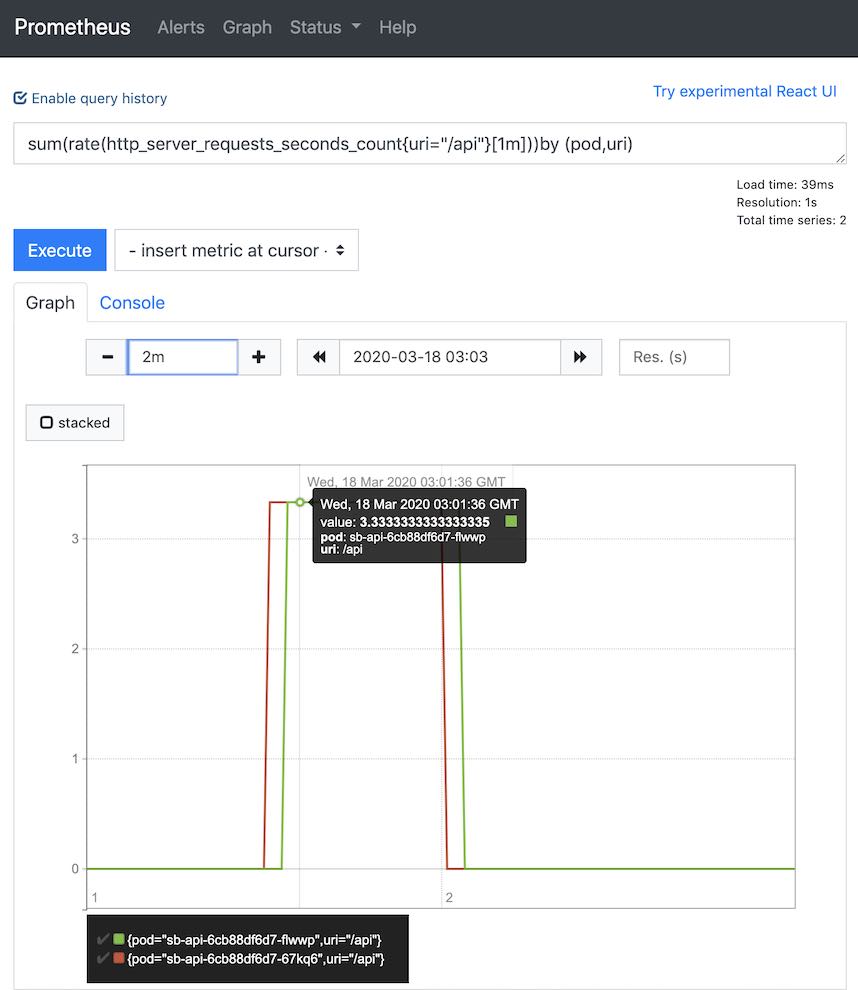 Prometheus Alerts Graph Status Help
Enable query history
Try experimental React UI
sum(rate(http_server_requests_seconds_count{uri="/api"}[1m]))by (pod,uri)
Load time: 39ms
Resolution: 1s
Total time series: 2
Execute
- insert metric at cursor -
Graph Console
2m
2020-03-18 03:03
Res. (s)
stacked
Wed, 18 Mar 2020 03:01:36 GMT
Wed, 18 Mar 2020 03:01:36 GMT
value: 3.3333333333333335
pod: sb-api-6cb88df6d7-flwwp
uri: /api
3
2
1
0
1 2
{pod="sb-api-6cb88df6d7-flwwp",uri="/api"}
{pod="sb-api-6cb88df6d7-67kq6",uri="/api"}